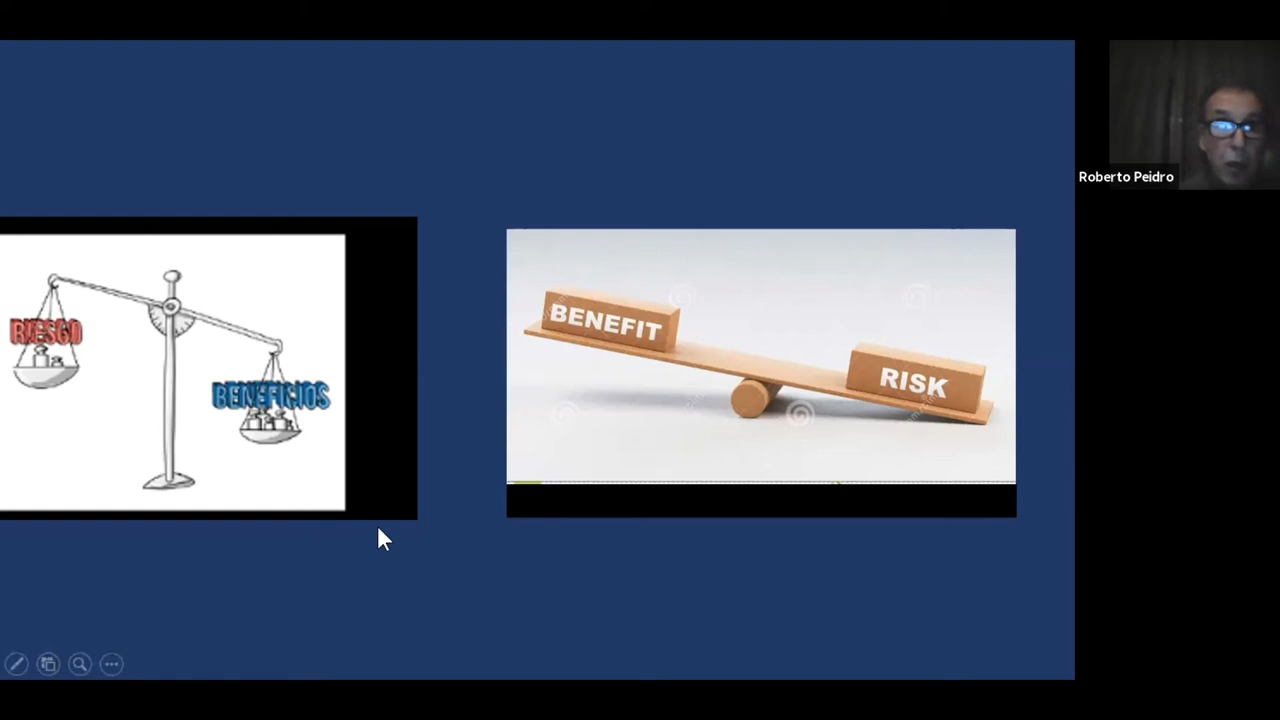 RIESGO
BENEFICIOS
BENEFIT
RISK
Roberto Peidro